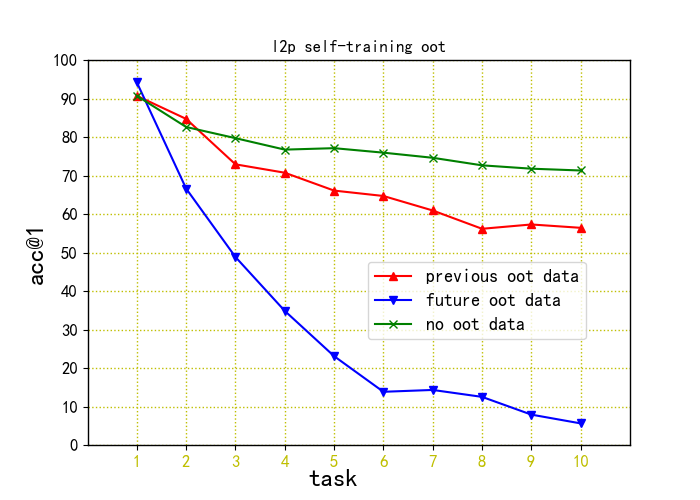 l2p self-training oot
100
90
80
70
60
50
40
30
20
10
0
acc@1
previous oot data
future oot data
no oot data
1 2 3 4 5 6 7 8 9 10
task